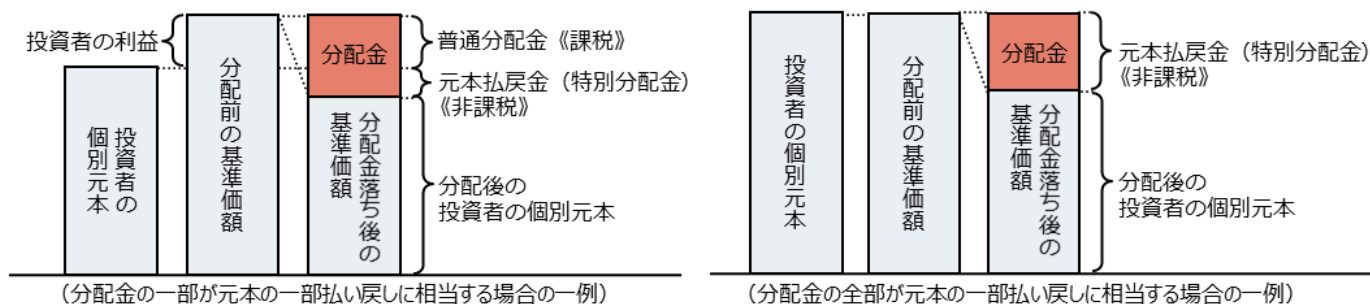 投資者の利益
投資者の
個別元本
分配前の基準価額
分配金
分配金落ち後の
基準価額
普通分配金《課税》
元本払戻金（特別分配金）
《非課税》
分配後の
投資者の個別元本
（分配金の一部が元本の一部払い戻しに相当する場合の一例）
投資者の個別元本
分配前の基準価額
分配金
分配金落ち後の
基準価額
元本払戻金（特別分配金）
《非課税》
分配後の
投資者の個別元本
（分配金の全部が元本の一部払い戻しに相当する場合の一例）